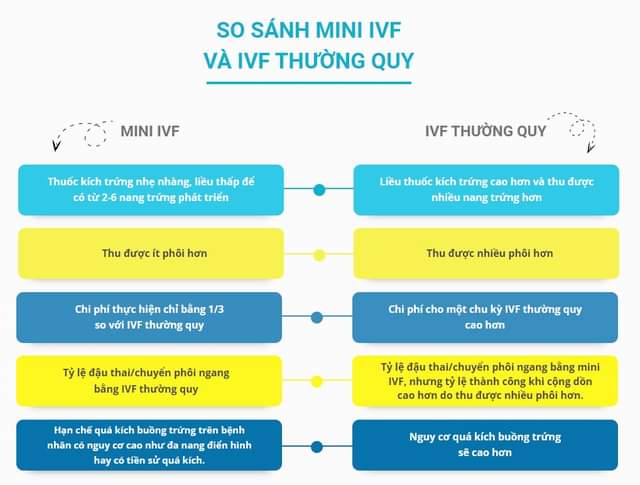 SO SÁNH MINI IVF
VÀ IVF THƯỜNG QUY
MINI IVF
IVF THƯỜNG QUY
Thuốc kích trứng nhẹ nhàng, liều thấp để
có từ 2-6 nang trứng phát triển
Liều thuốc kích trứng cao hơn và thu được
nhiều nang trứng hơn
Thu được ít phôi hơn
Thu được nhiều phôi hơn
Chi phí thực hiện chỉ bằng 1/3
so với IVF thường quy
Chi phí cho một chu kỳ IVF thường quy
cao hơn
Tỷ lệ đậu thai/chuyển phôi ngang
bằng IVF thường quy
Tỷ lệ đậu thai/chuyển phôi ngang bằng mini
IVF, nhưng tỷ lệ thành công khi cộng dồn
cao hơn do thu được nhiều phôi hơn.
Hạn chế quá kích buồng trứng trên bệnh
nhân có nguy cơ cao như đa nang điển hình
hay có tiền sử quá kích.
Nguy cơ quá kích buồng trứng
sẽ cao hơn